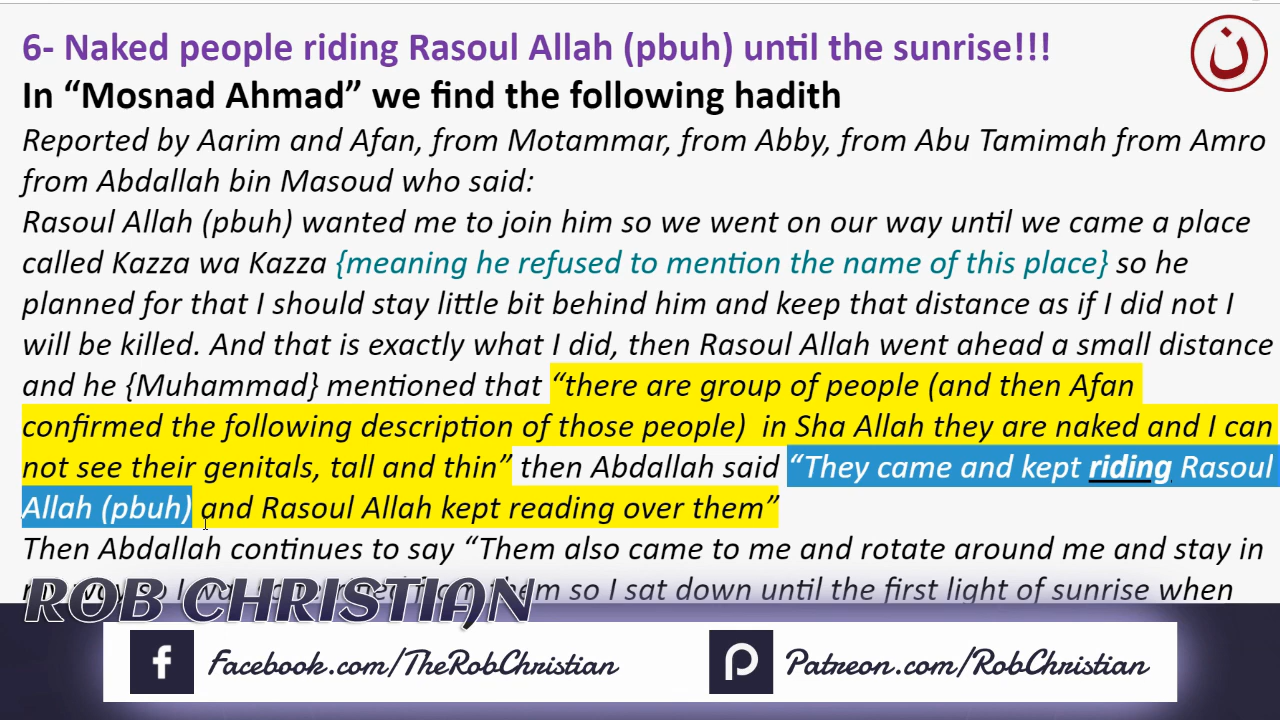 6- Naked people riding Rasoul Allah (pbuh) until the sunrise!!!
ن
In “Mosnad Ahmad” we find the following hadith
Reported by Aarim and Afan, from Motammar, from Abby, from Abu Tamimah from Amro
from Abdallah bin Masoud who said:
Rasoul Allah (pbuh) wanted me to join him so we went on our way until we came a place
called Kazza wa Kazza {meaning he refused to mention the name of this place} so he
planned for that I should stay little bit behind him and keep that distance as if I did not I
will be killed. And that is exactly what I did, then Rasoul Allah went ahead a small distance
and he {Muhammad} mentioned that “there are group of people (and then Afan
confirmed the following description of those people) in Sha Allah they are naked and I can
not see their genitals, tall and thin” then Abdallah said “They came and kept riding Rasoul
Allah (pbuh) and Rasoul Allah kept reading over them”
Then Abdallah continues to say “Them also came to me and rotate around me and stay in
them so I sat down until the first light of sunrise when
ROB CHRISTIAN
f Facebook.com/TheRobChristian
Patreon.com/RobChristian